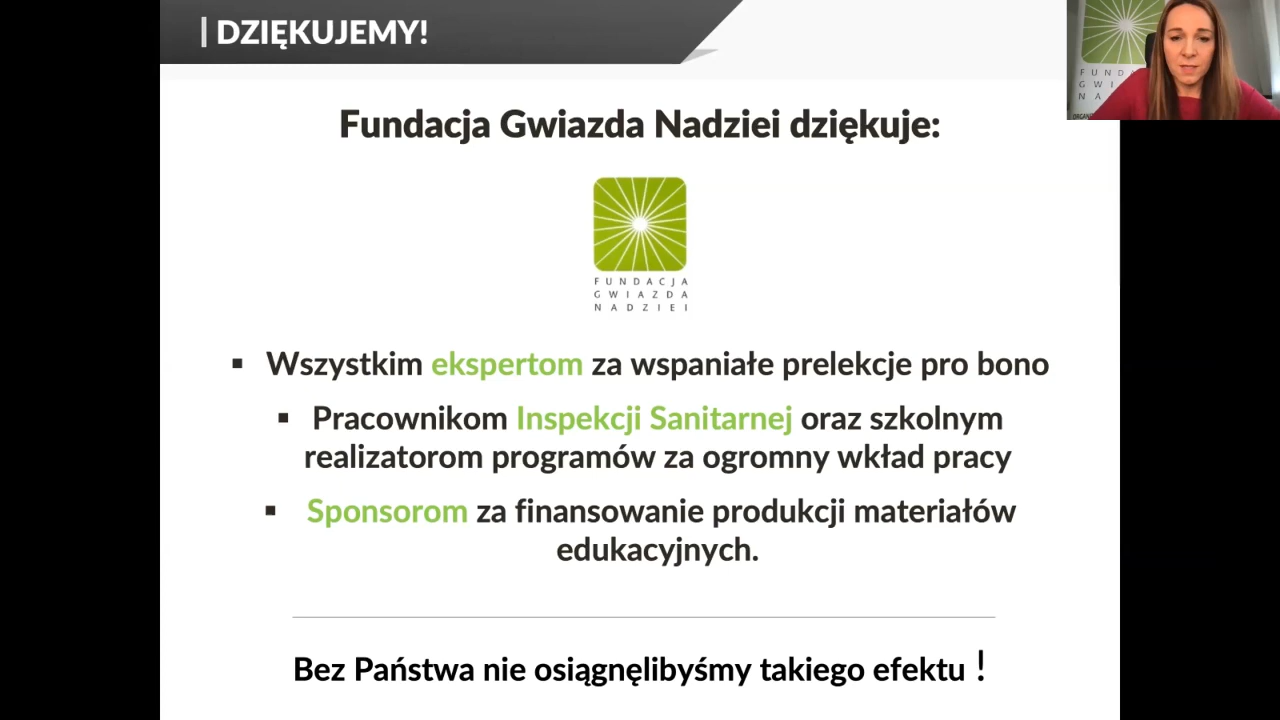 DZIĘKUJEMY!
Fundacja Gwiazda Nadziei dziękuje:
FUNDACJA
GWIAZDA
NADZIEI
▪ Wszystkim ekspertom za wspaniałe prelekcje pro bono
▪ Pracownikom Inspekcji Sanitarnej oraz szkolnym
realizatorom programów za ogromny wkład pracy
▪ Sponsorom za finansowanie produkcji materiałów
edukacyjnych.
Bez Państwa nie osiągnęlibyśmy takiego efektu !